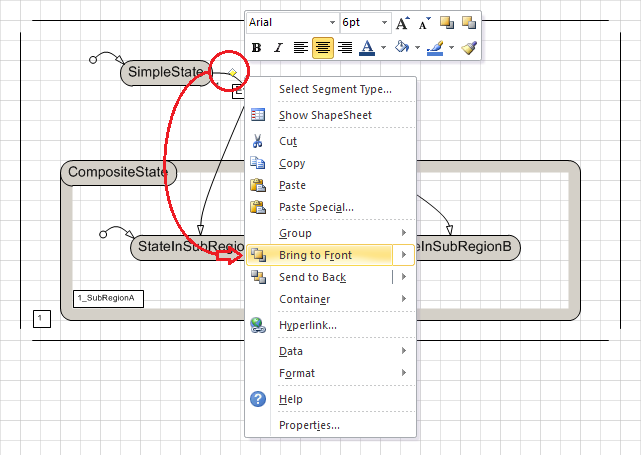 Arial 6pt A A
B I A
SimpleState
E
Select Segment Type...
Show ShapeSheet
Cut
Copy
Paste
Paste Special...
Group
Bring to Front
Send to Back
Container
Hyperlink...
Data
Format
Help
Properties...
CompositeState
StateInSubRegio
eInSubRegionB
1_SubRegionA
1